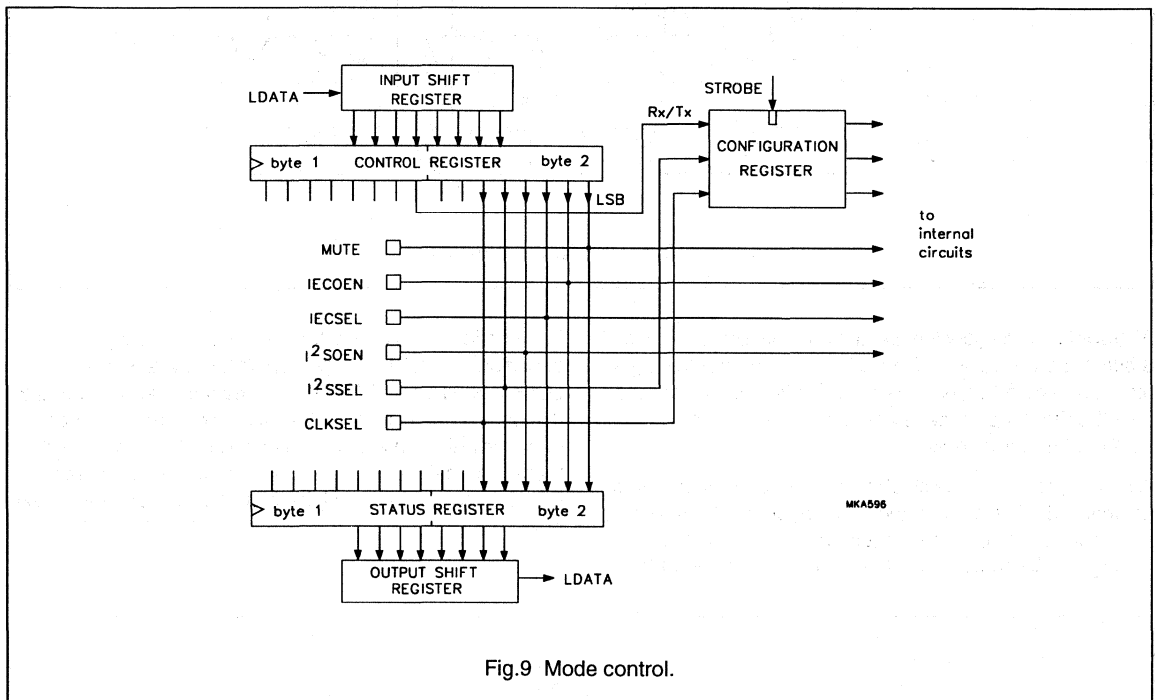 INPUT SHIFT
REGISTER
LDATA
STROBE
Rx/Tx
CONFIGURATION
REGISTER
byte 1 CONTROL REGISTER byte 2
LSB
to
internal
circuits
MUTE
IECOEN
IECSEL
I²SOEN
I²SSEL
CLKSEL
byte 1 STATUS REGISTER byte 2
MKA596
OUTPUT SHIFT
REGISTER
LDATA
Fig.9 Mode control.